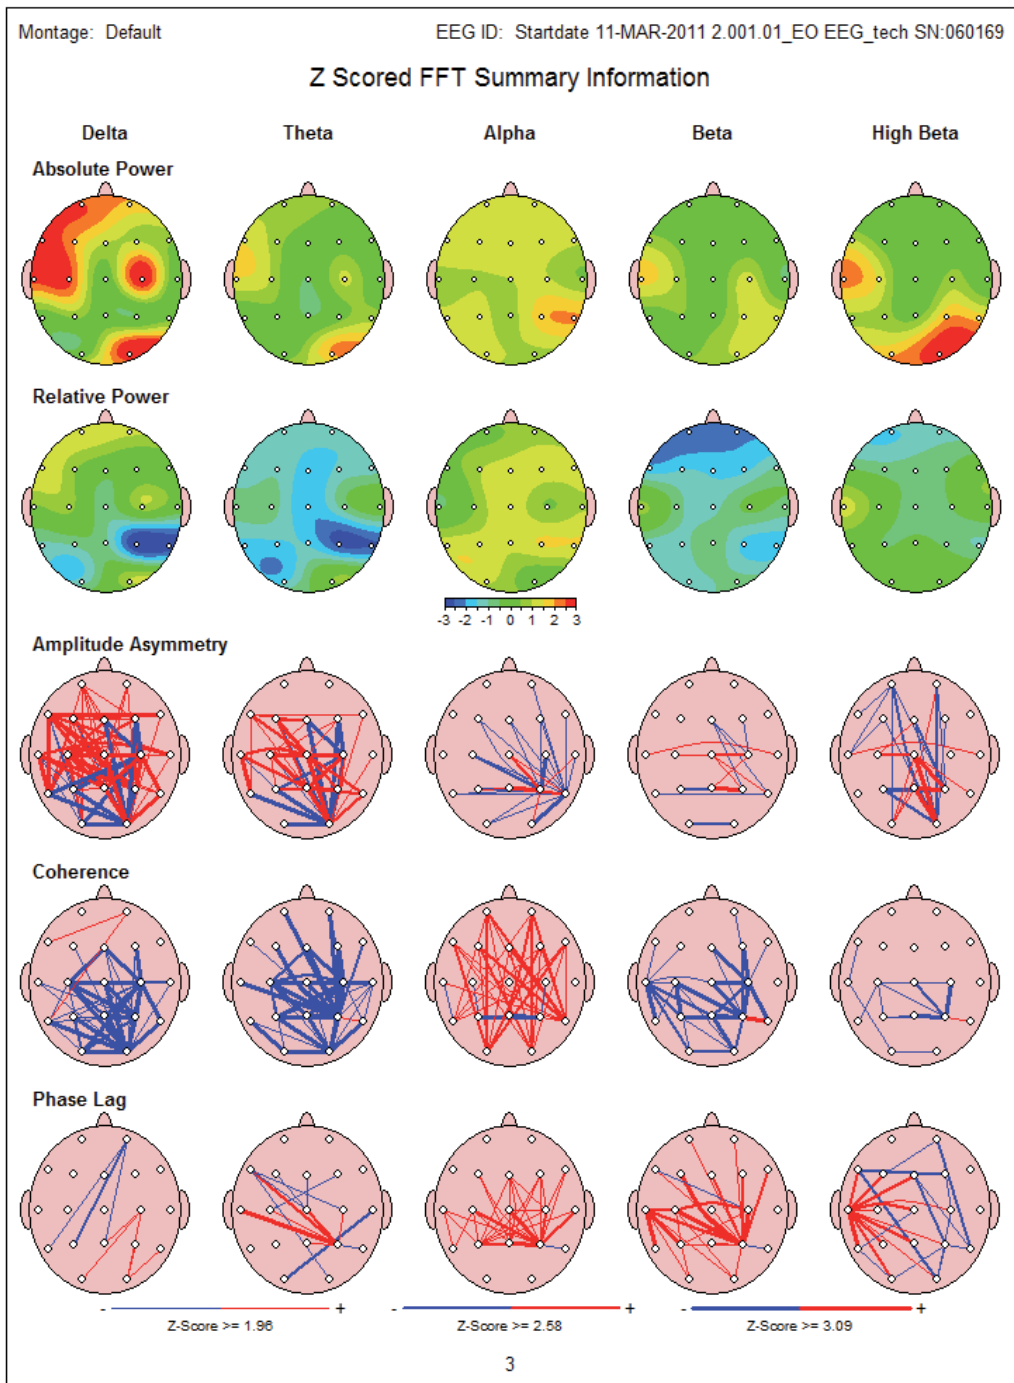 Montage: Default EEG ID: Startdate 11-MAR-2011 2.001.01_EO EEG_tech SN:060169
Z Scored FFT Summary Information
Delta Theta Alpha Beta High Beta
Absolute Power
Relative Power
-3 -2 -1 0 1 2 3
Amplitude Asymmetry
Coherence
Phase Lag
- + - + - +
Z-Score >= 1.96 Z-Score >= 2.58 Z-Score >= 3.09
3